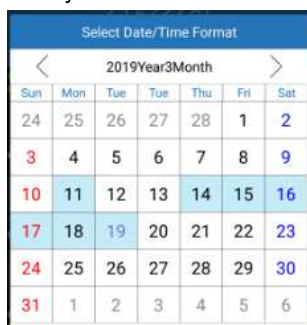 Select Date/Time Format
< 2019Year3Month >
Sun Mon Tue Tue Thu Fri Sat
24 25 26 27 28 1 2
3 4 5 6 7 8 9
10 11 12 13 14 15 16
17 18 19 20 21 22 23
24 25 26 27 28 29 30
31 1 2 3 4 5 6